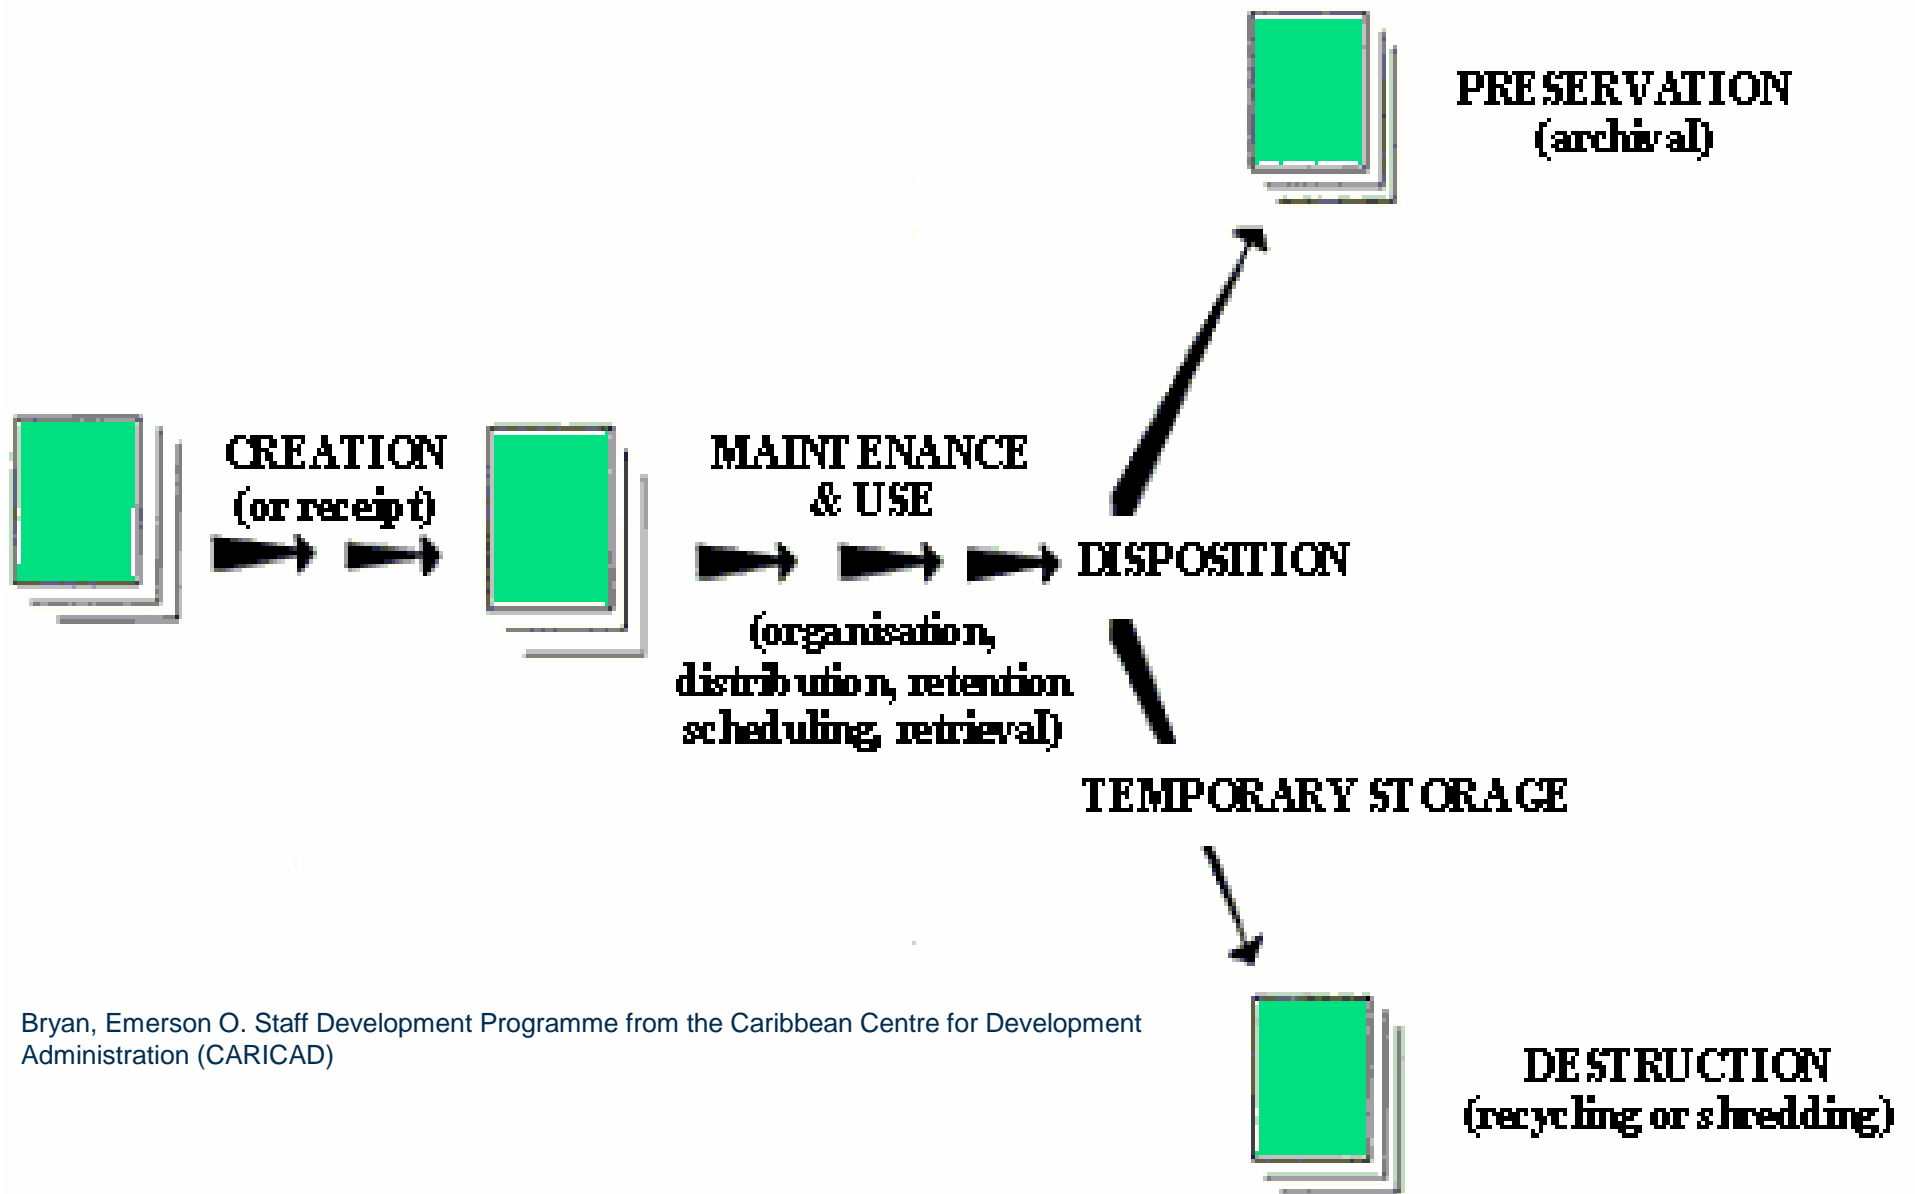 PRESERVATION
(archival)
CREATION
(or receipt)
MAINTENANCE
& USE
DISPOSITION
(organisation,
distribution, retention
scheduling, retrieval)
TEMPORARY STORAGE
Bryan, Emerson O. Staff Development Programme from the Caribbean Centre for Development
Administration (CARICAD)
DESTRUCTION
(recycling or shredding)